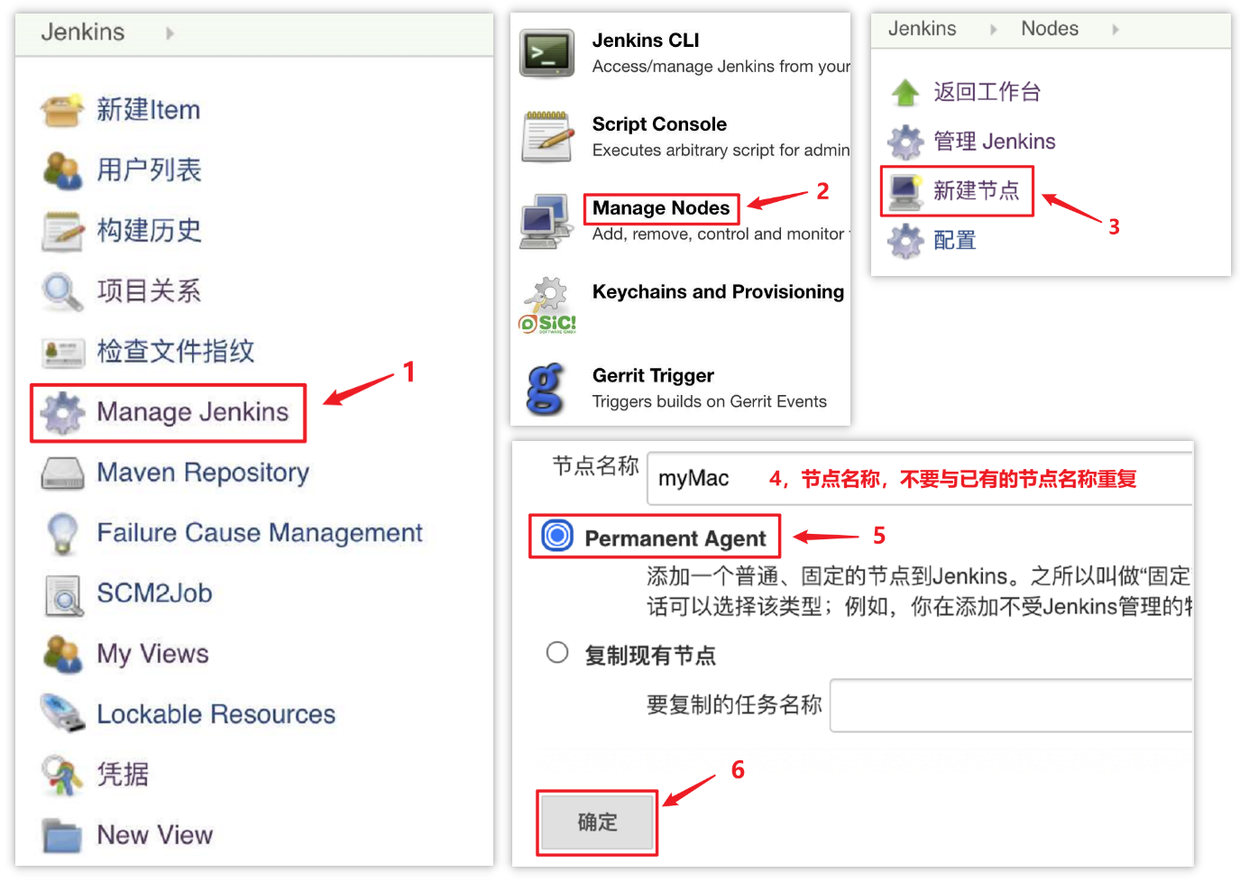 Jenkins
新建Item
用户列表
构建历史
项目关系
检查文件指纹
Manage Jenkins
1
Maven Repository
Failure Cause Management
SCM2Job
My Views
Lockable Resources
凭据
New View
Jenkins CLI
Access/manage Jenkins from your
Script Console
Executes arbitrary script for admin
Manage Nodes
2
Add, remove, control and monitor
Keychains and Provisioning
SiC!
Gerrit Trigger
Triggers builds on Gerrit Events
Jenkins Nodes
返回工作台
管理 Jenkins
新建节点
3
配置
节点名称 myMac 4，节点名称，不要与已有的节点名称重复
Permanent Agent 5
添加一个普通、固定的节点到Jenkins。之所以叫做“固定
话可以选择该类型；例如，你在添加不受Jenkins管理的
复制现有节点
要复制的任务名称
6
确定